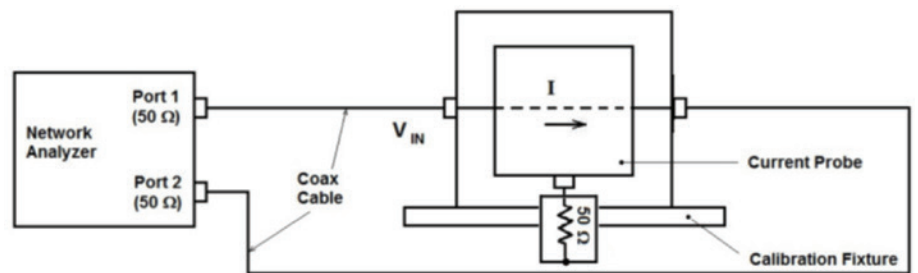 Network
Analyzer
Port 1
(50 Ω)
Port 2
(50 Ω)
Coax
Cable
V IN
I
50 Ω
Current Probe
Calibration Fixture